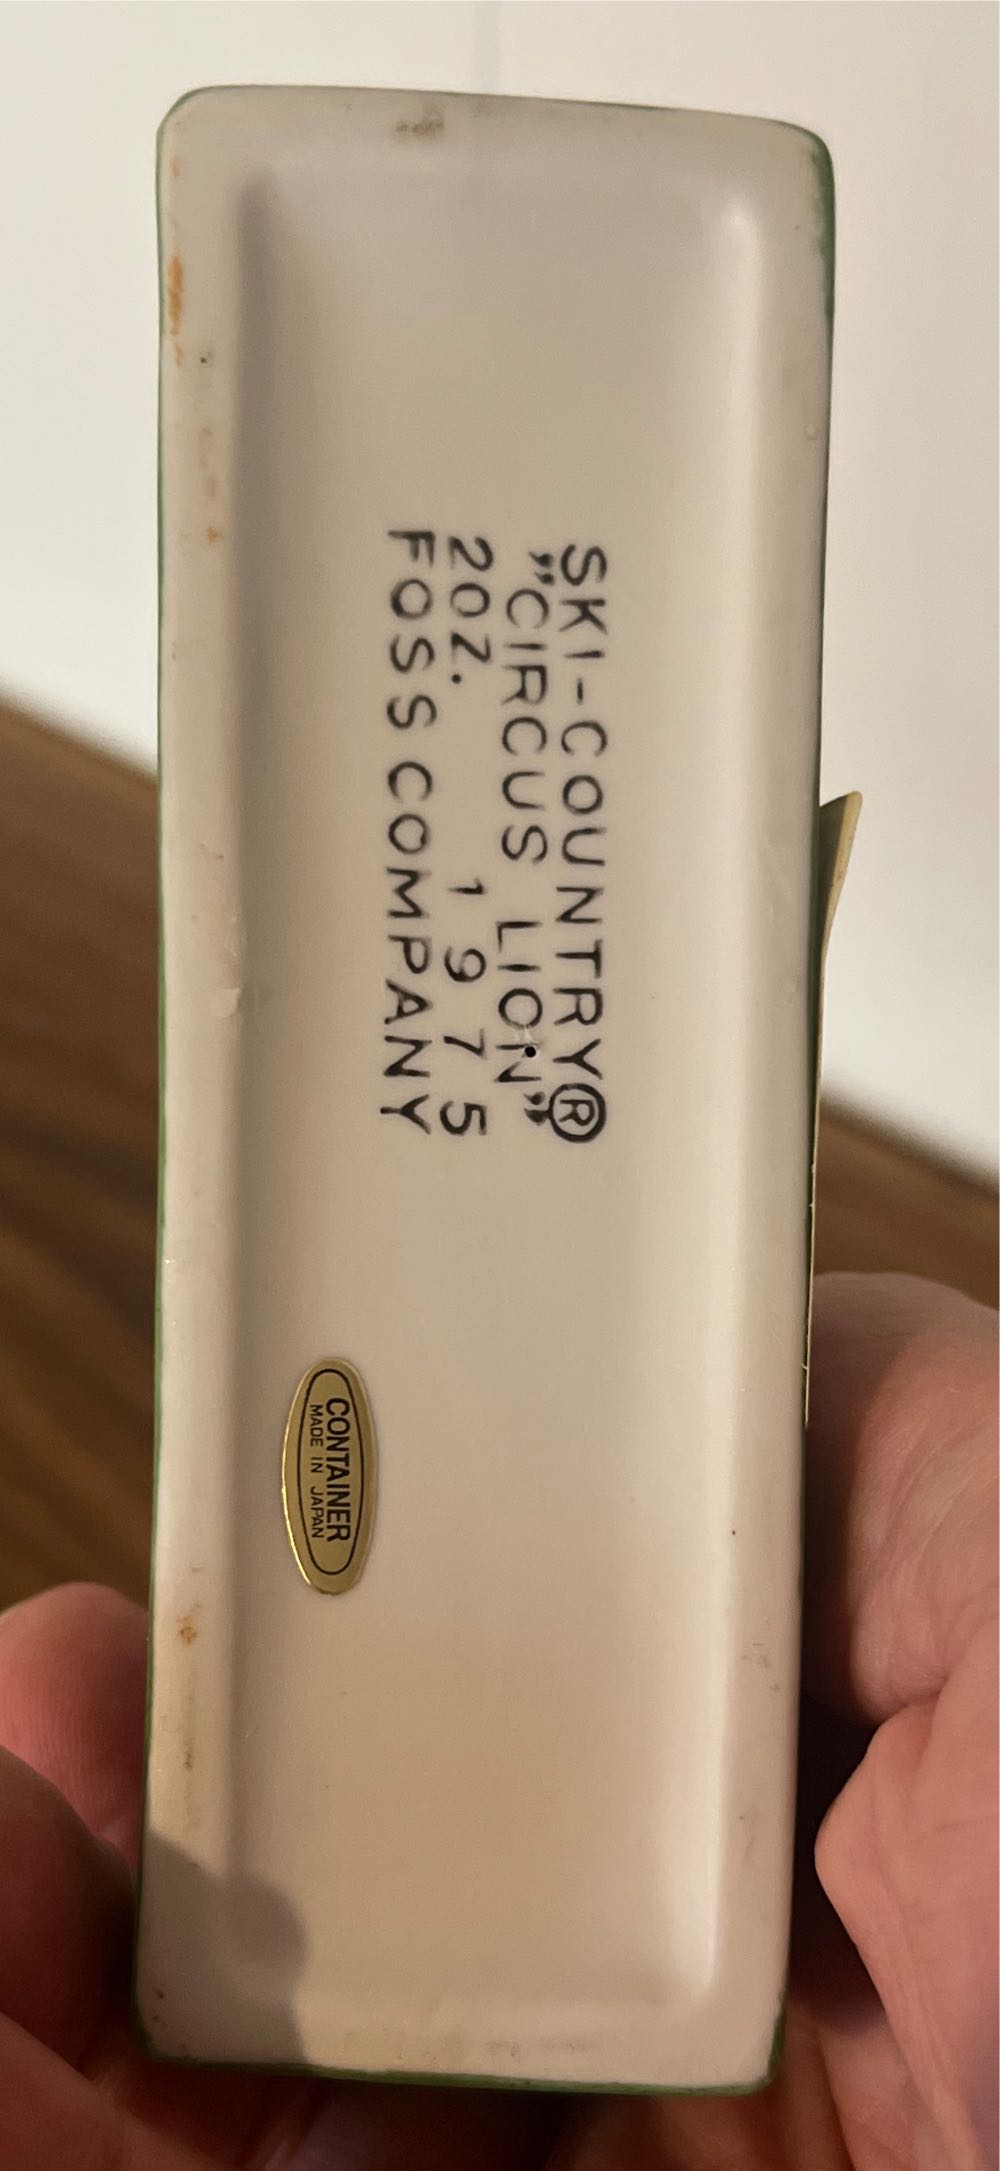 SKI-COUNTRY®
"CIRCUS LION"
2OZ. 1975
FOSS COMPANY
CONTAINER
MADE IN JAPAN